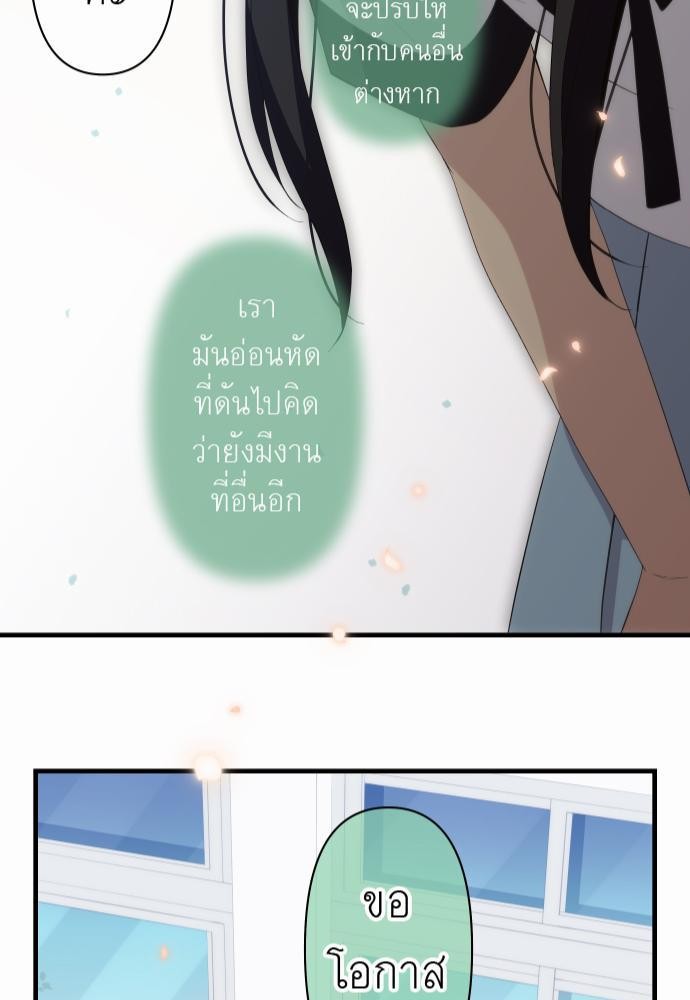 จะปรับให้
เข้ากับคนอื่น
ต่างหาก
เรา
มันอ่อนหัด
ที่ดันไปคิด
ว่ายังมีงาน
ที่อื่นอีก
ขอ
โอกาส